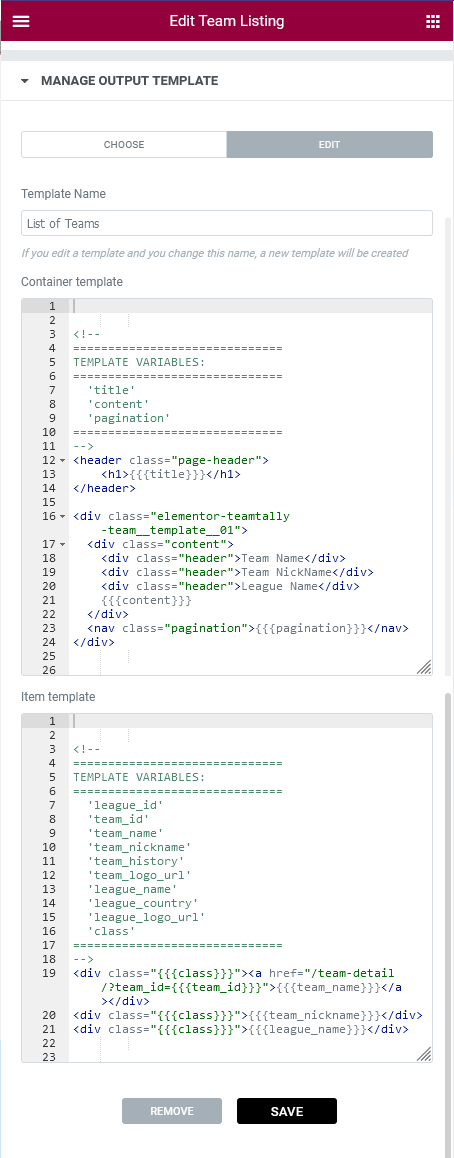 Edit Team Listing
MANAGE OUTPUT TEMPLATE
CHOOSE EDIT
Template Name
List of Teams
If you edit a template and you change this name, a new template will be created
Container template
1
2
3 <!--
4 ==============================
5 TEMPLATE VARIABLES:
6 ==============================
7   'title'
8   'content'
9   'pagination'
10 ==============================
11 -->
12 <header class="page-header">
13     <h1>{{{title}}}</h1>
14 </header>
15
16 <div class="elementor-teamtally
    -team__template__01">
17   <div class="content">
18     <div class="header">Team Name</div>
19     <div class="header">Team NickName</div>
20     <div class="header">League Name</div>
21     {{{content}}}
22   </div>
23   <nav class="pagination">{{{pagination}}}</nav>
24 </div>
25
26
Item template
1
2
3 <!--
4 ==============================
5 TEMPLATE VARIABLES:
6 ==============================
7   'league_id'
8   'team_id'
9   'team_name'
10   'team_nickname'
11   'team_history'
12   'team_logo_url'
13   'league_name'
14   'league_country'
15   'league_logo_url'
16   'class'
17 ==============================
18 -->
19 <div class="{{{class}}}"><a href="/team-detail
    /?team_id={{{team_id}}}">{{{team_name}}}</a
    ></div>
20 <div class="{{{class}}}">{{{team_nickname}}}</div>
21 <div class="{{{class}}}">{{{league_name}}}</div>
22
23
REMOVE SAVE